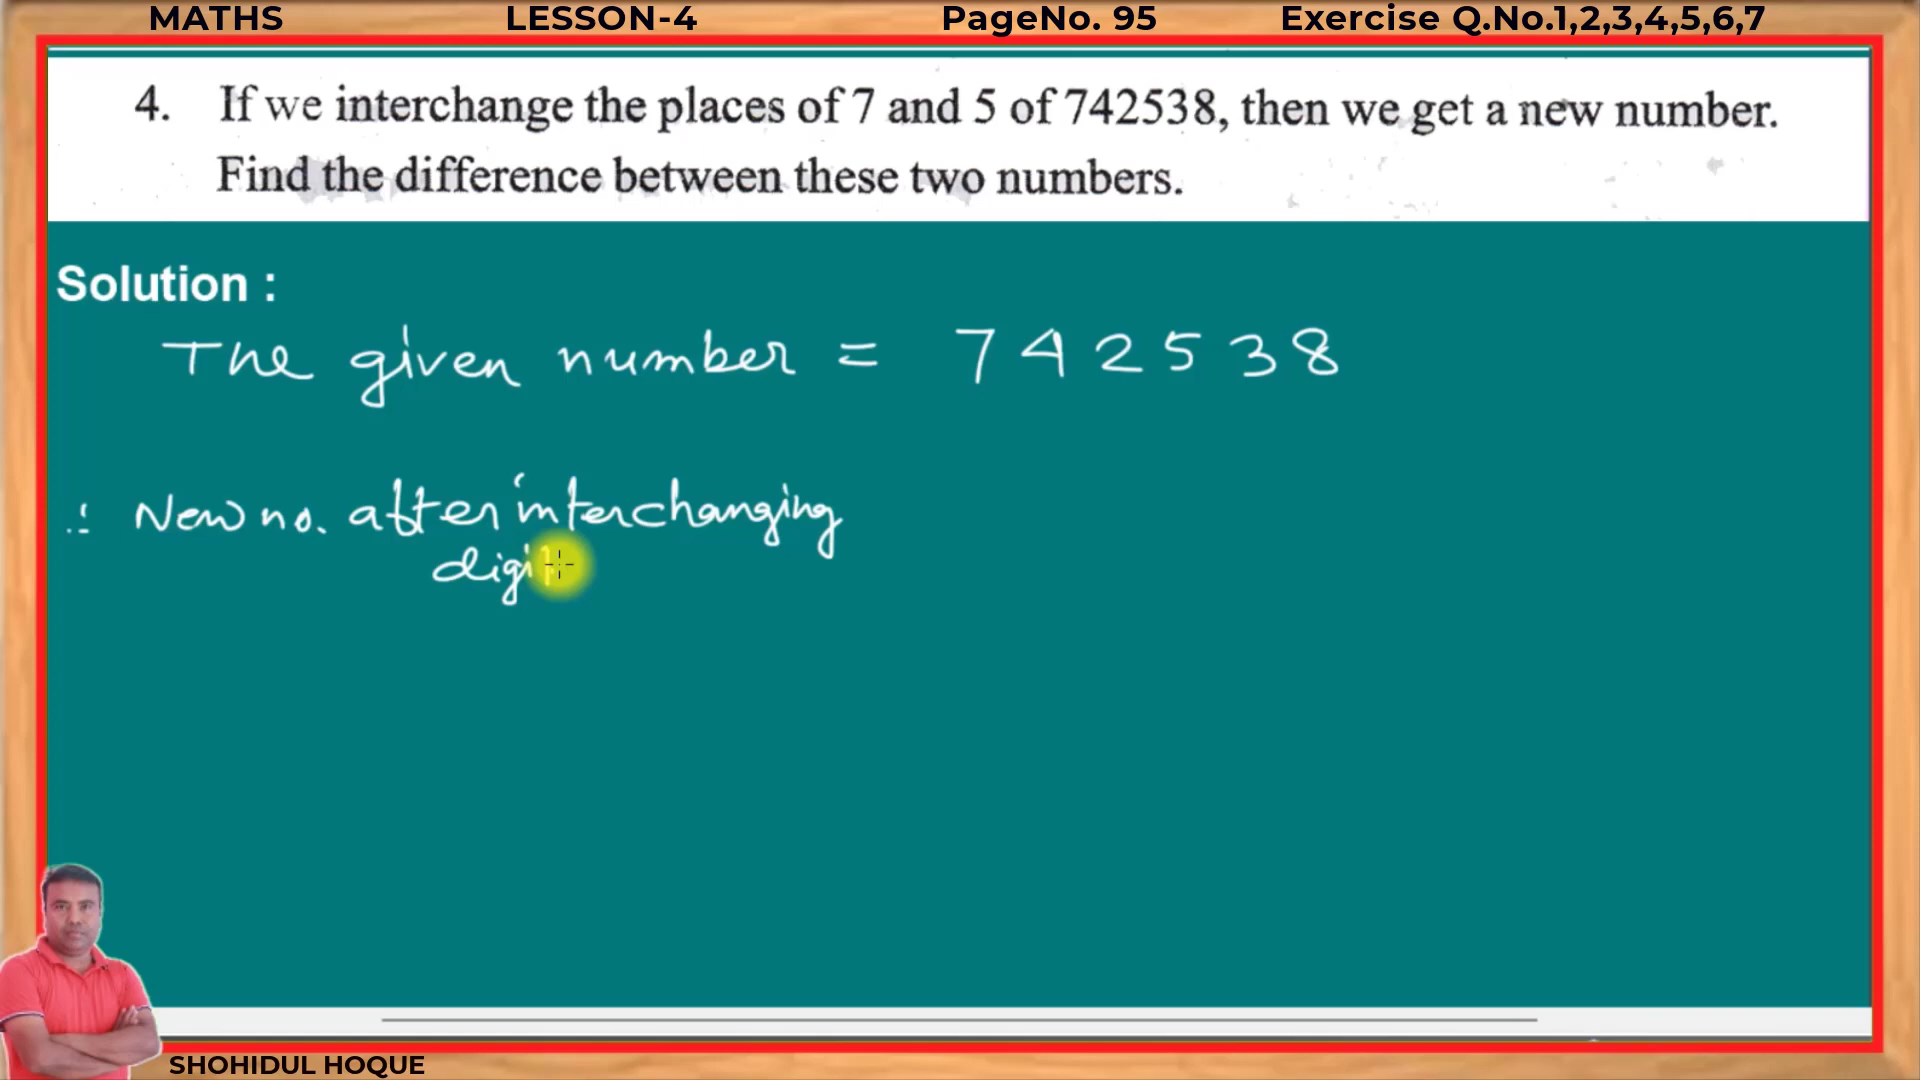 MATHS LESSON-4 PageNo. 95 Exercise Q.No.1,2,3,4,5,6,7
4. If we interchange the places of 7 and 5 of 742538, then we get a new number.
Find the difference between these two numbers.
Solution :
The given number = 742538
∴ New no. after interchanging
digit
SHOHIDUL HOQUE